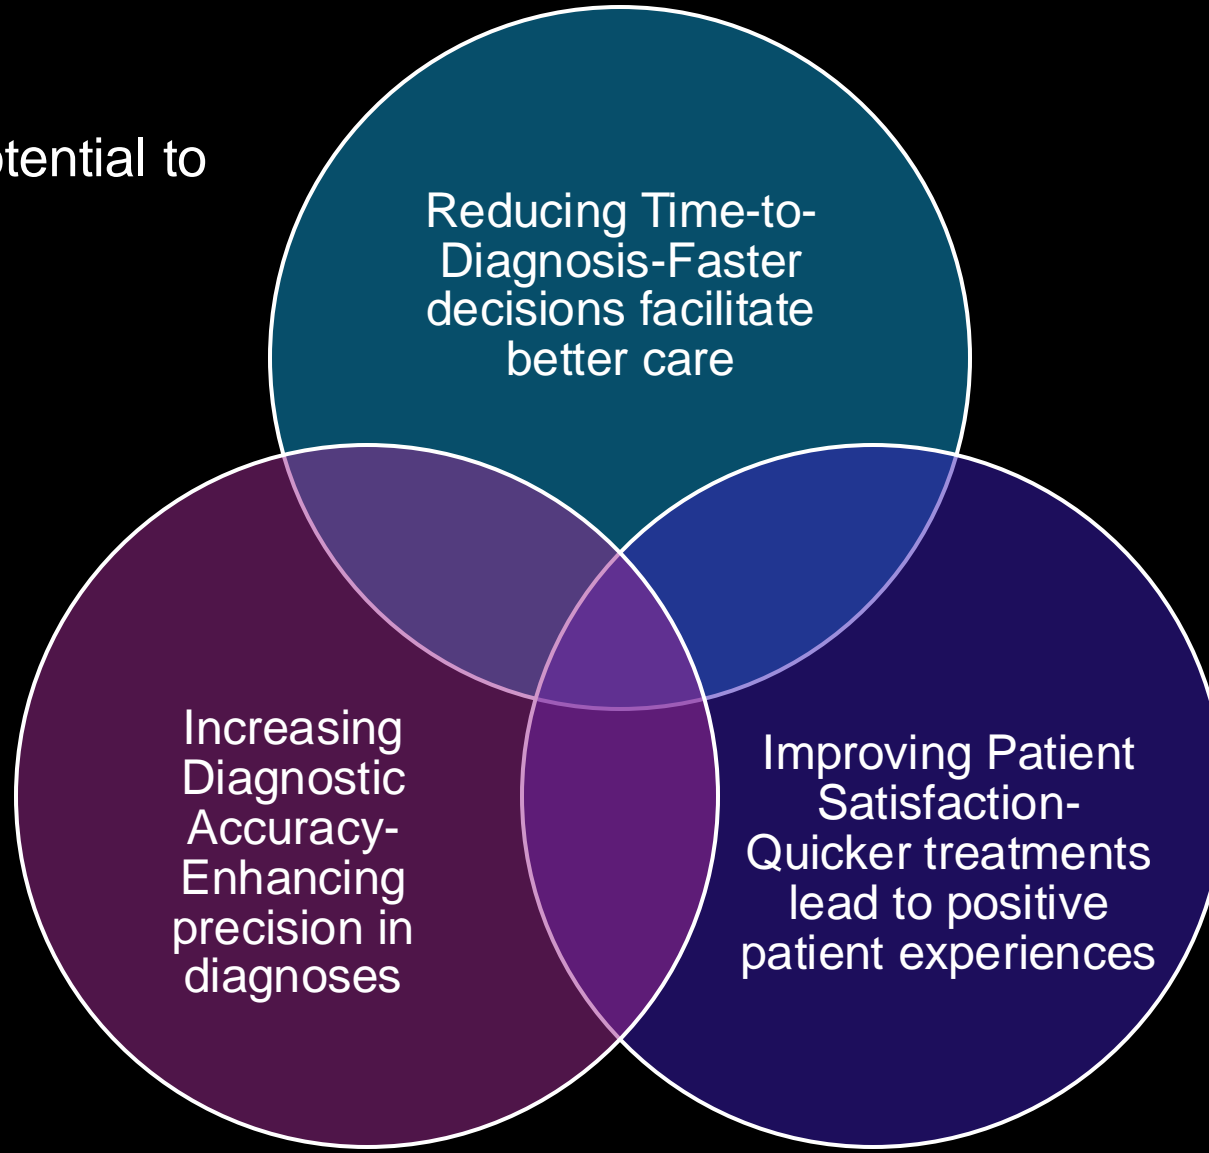 otential to
Reducing Time-to-
Diagnosis-Faster
decisions facilitate
better care
Increasing
Diagnostic
Accuracy-
Enhancing
precision in
diagnoses
Improving Patient
Satisfaction-
Quicker treatments
lead to positive
patient experiences